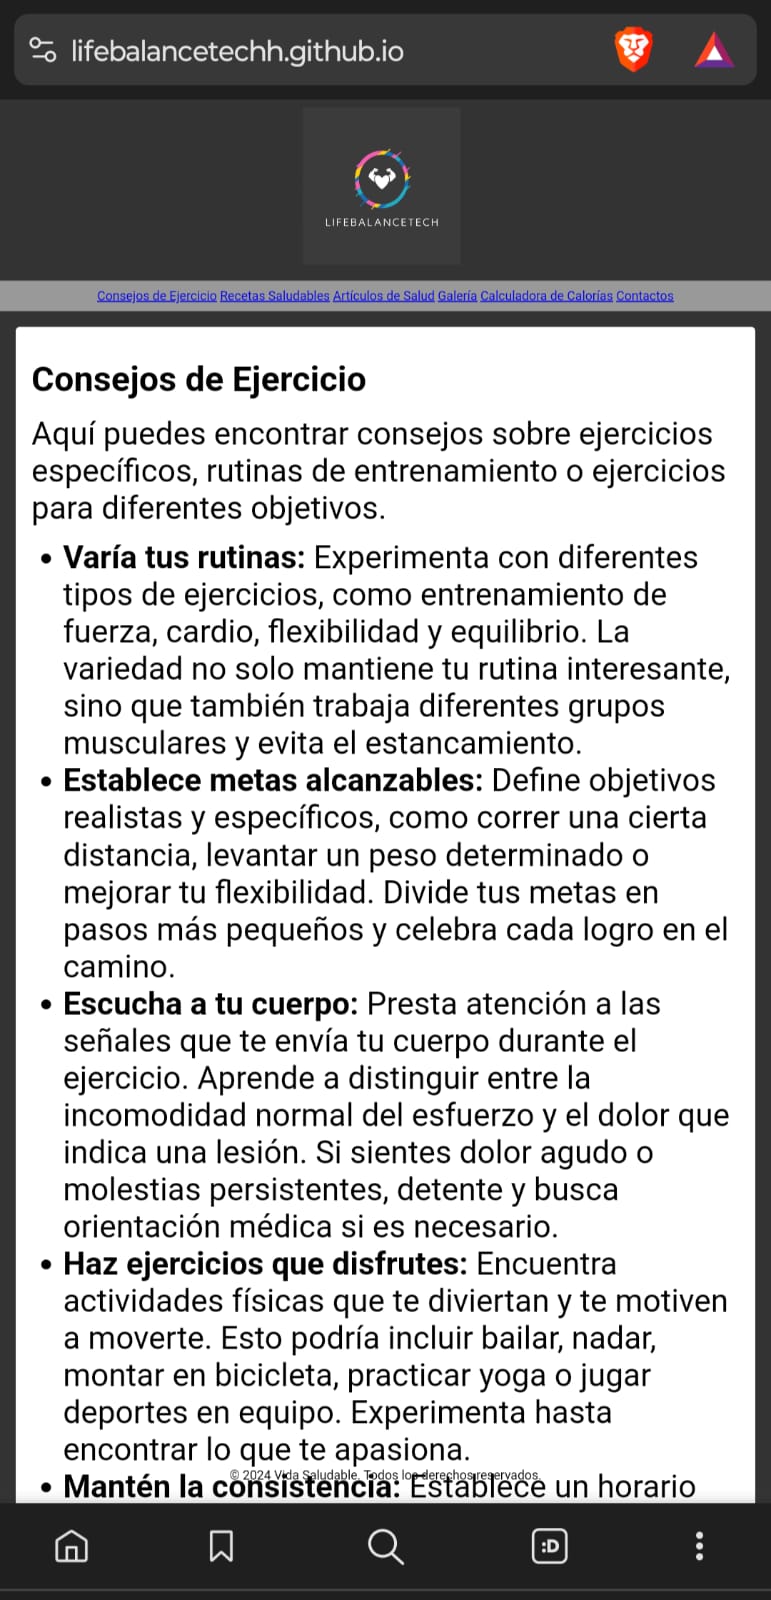 lifebalancetechh.github.io
LIFEBALANCETECH
Consejos de Ejercicio Recetas Saludables Artículos de Salud Galería Calculadora de Calorías Contactos
Consejos de Ejercicio
Aquí puedes encontrar consejos sobre ejercicios
específicos, rutinas de entrenamiento o ejercicios
para diferentes objetivos.
• Varía tus rutinas: Experimenta con diferentes
tipos de ejercicios, como entrenamiento de
fuerza, cardio, flexibilidad y equilibrio. La
variedad no solo mantiene tu rutina interesante,
sino que también trabaja diferentes grupos
musculares y evita el estancamiento.
• Establece metas alcanzables: Define objetivos
realistas y específicos, como correr una cierta
distancia, levantar un peso determinado o
mejorar tu flexibilidad. Divide tus metas en
pasos más pequeños y celebra cada logro en el
camino.
• Escucha a tu cuerpo: Presta atención a las
señales que te envía tu cuerpo durante el
ejercicio. Aprende a distinguir entre la
incomodidad normal del esfuerzo y el dolor que
indica una lesión. Si sientes dolor agudo o
molestias persistentes, detente y busca
orientación médica si es necesario.
• Haz ejercicios que disfrutes: Encuentra
actividades físicas que te diviertan y te motiven
a moverte. Esto podría incluir bailar, nadar,
montar en bicicleta, practicar yoga o jugar
deportes en equipo. Experimenta hasta
encontrar lo que te apasiona.
© 2024 Vida Saludable. Todos los derechos reservados.
• Mantén la consistencia: Establece un horario
:D